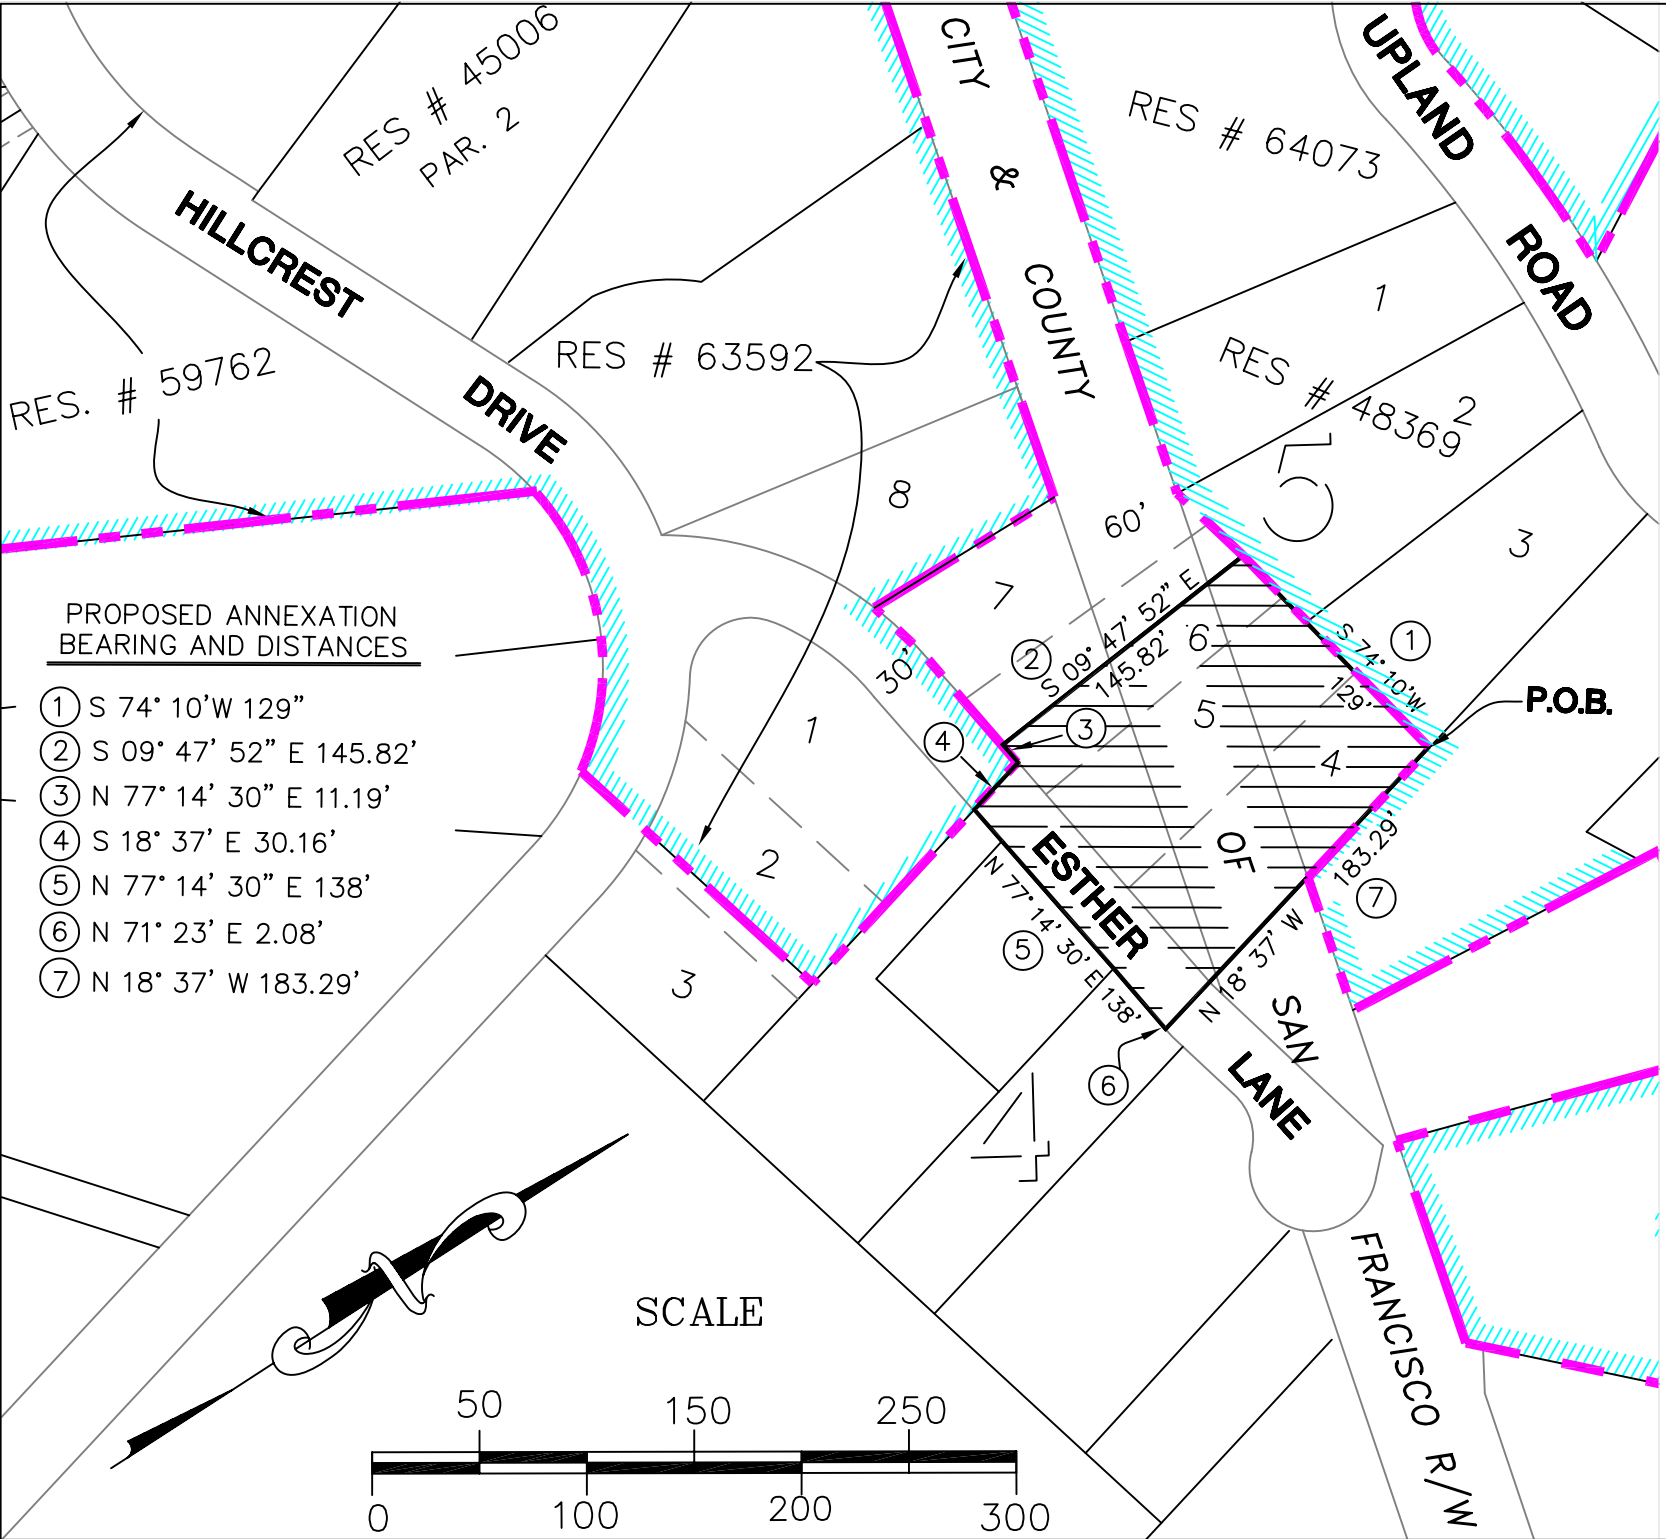 RES # 45006
PAR. 2
CITY & COUNTY OF SAN FRANCISCO R/W
UPLAND ROAD
RES # 64073
HILLCREST DRIVE
RES # 63592
RES. # 59762
1
RES # 48369
2
5
3
8
60'
7
6
5
4
S 09° 47' 52" E
145.82'
2
S 74° 10'W
129'
1
P.O.B.
30'
3
4
1
2
3
183.29'
7
N 18° 37' W
ESTHER LANE
N 77° 14' 30" E 138'
5
6
4
PROPOSED ANNEXATION
BEARING AND DISTANCES
1 S 74° 10'W 129"
2 S 09° 47' 52" E 145.82'
3 N 77° 14' 30" E 11.19'
4 S 18° 37' E 30.16'
5 N 77° 14' 30" E 138'
6 N 71° 23' E 2.08'
7 N 18° 37' W 183.29'
N
SCALE
50 150 250
0 100 200 300